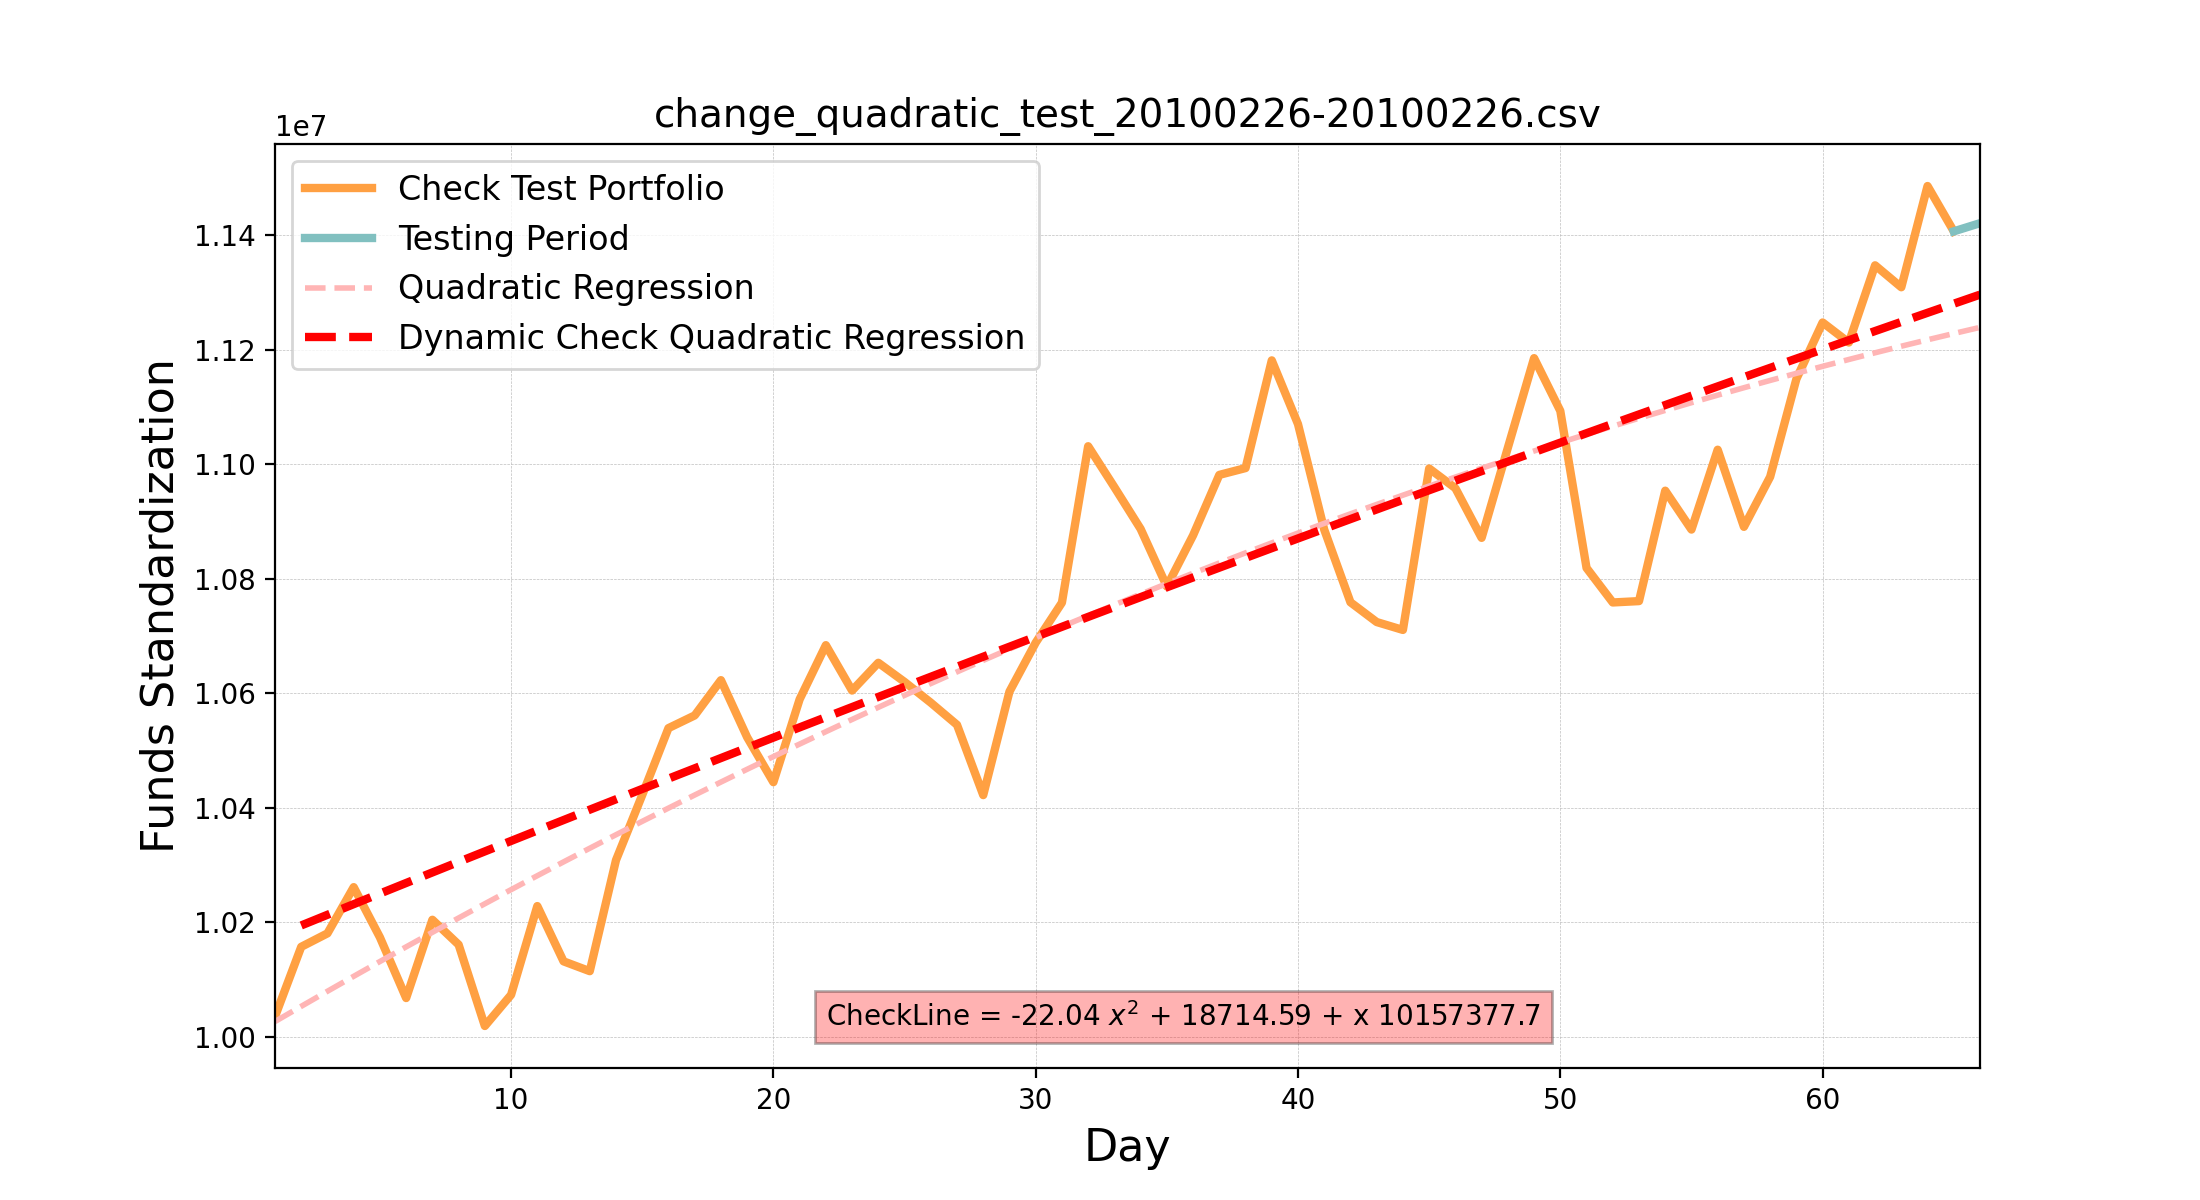 change_quadratic_test_20100226-20100226.csv
1e7
Check Test Portfolio
Testing Period
Quadratic Regression
Dynamic Check Quadratic Regression
1.14
1.12
1.10
1.08
1.06
1.04
1.02
1.00
Funds Standardization
CheckLine = -22.04 x² + 18714.59 + x 10157377.7
10 20 30 40 50 60
Day